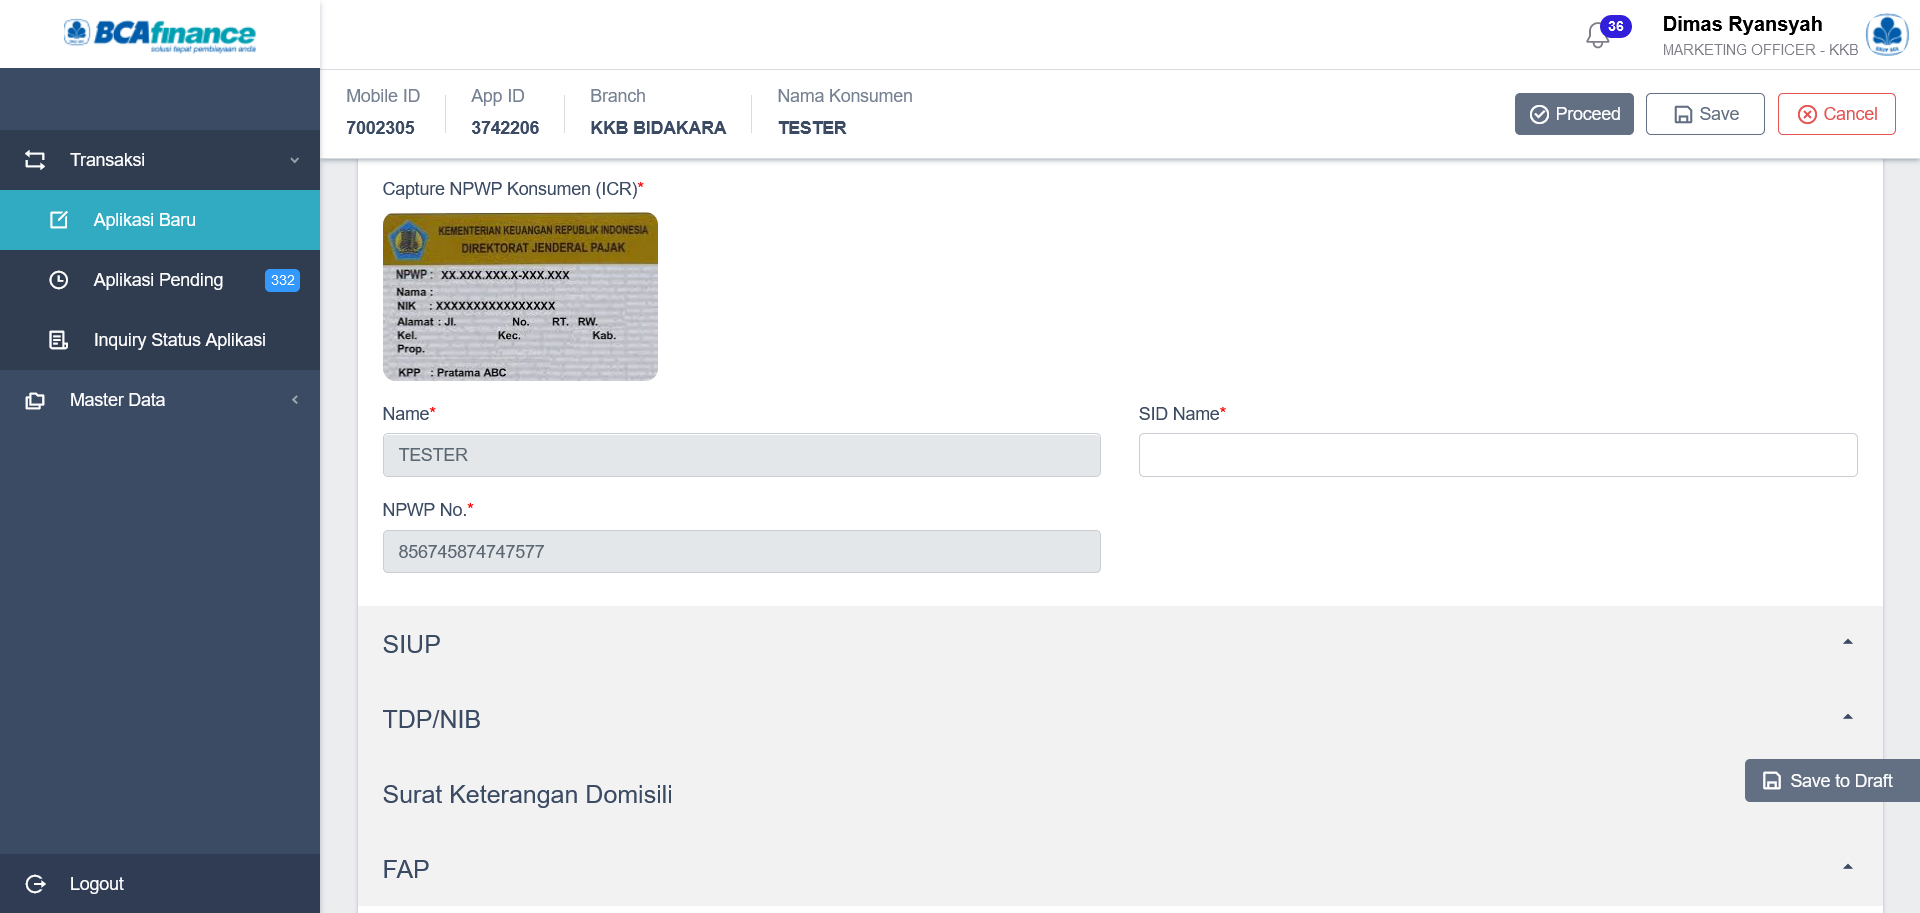 BCAfinance
solusi tepat pembiayaan anda
36
Dimas Ryansyah
MARKETING OFFICER - KKB
Mobile ID
7002305
App ID
3742206
Branch
KKB BIDAKARA
Nama Konsumen
TESTER
Proceed
Save
Cancel
Transaksi
Aplikasi Baru
Aplikasi Pending
332
Inquiry Status Aplikasi
Master Data
Logout
Capture NPWP Konsumen (ICR)*
KEMENTERIAN KEUANGAN REPUBLIK INDONESIA
DIREKTORAT JENDERAL PAJAK
NPWP : XX.XXX.XXX.X-XXX.XXX
Nama :
NIK : XXXXXXXXXXXXXXXX
Alamat : Jl. No. RT. RW.
Kel. Kec. Kab.
Prop.
KPP : Pratama ABC
Name*
TESTER
SID Name*
NPWP No.*
856745874747577
SIUP
TDP/NIB
Surat Keterangan Domisili
Save to Draft
FAP